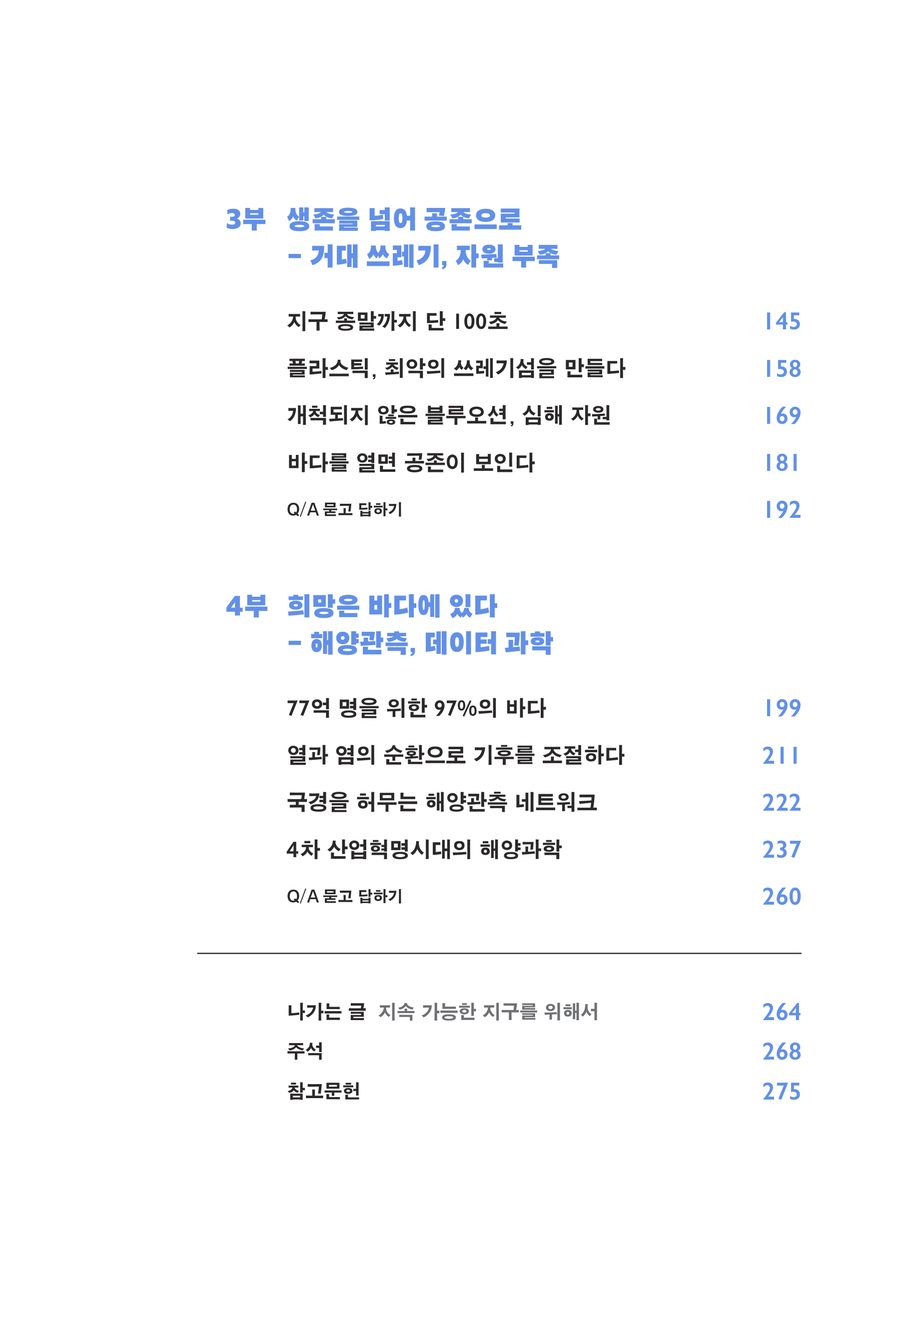 3부 생존을 넘어 공존으로
- 거대 쓰레기, 자원 부족
지구 종말까지 단 100초 145
플라스틱, 최악의 쓰레기섬을 만들다 158
개척되지 않은 블루오션, 심해 자원 169
바다를 열면 공존이 보인다 181
Q/A 묻고 답하기 192
4부 희망은 바다에 있다
- 해양관측, 데이터 과학
77억 명을 위한 97%의 바다 199
열과 염의 순환으로 기후를 조절하다 211
국경을 허무는 해양관측 네트워크 222
4차 산업혁명시대의 해양과학 237
Q/A 묻고 답하기 260
나가는 글 지속 가능한 지구를 위해서 264
주석 268
참고문헌 275